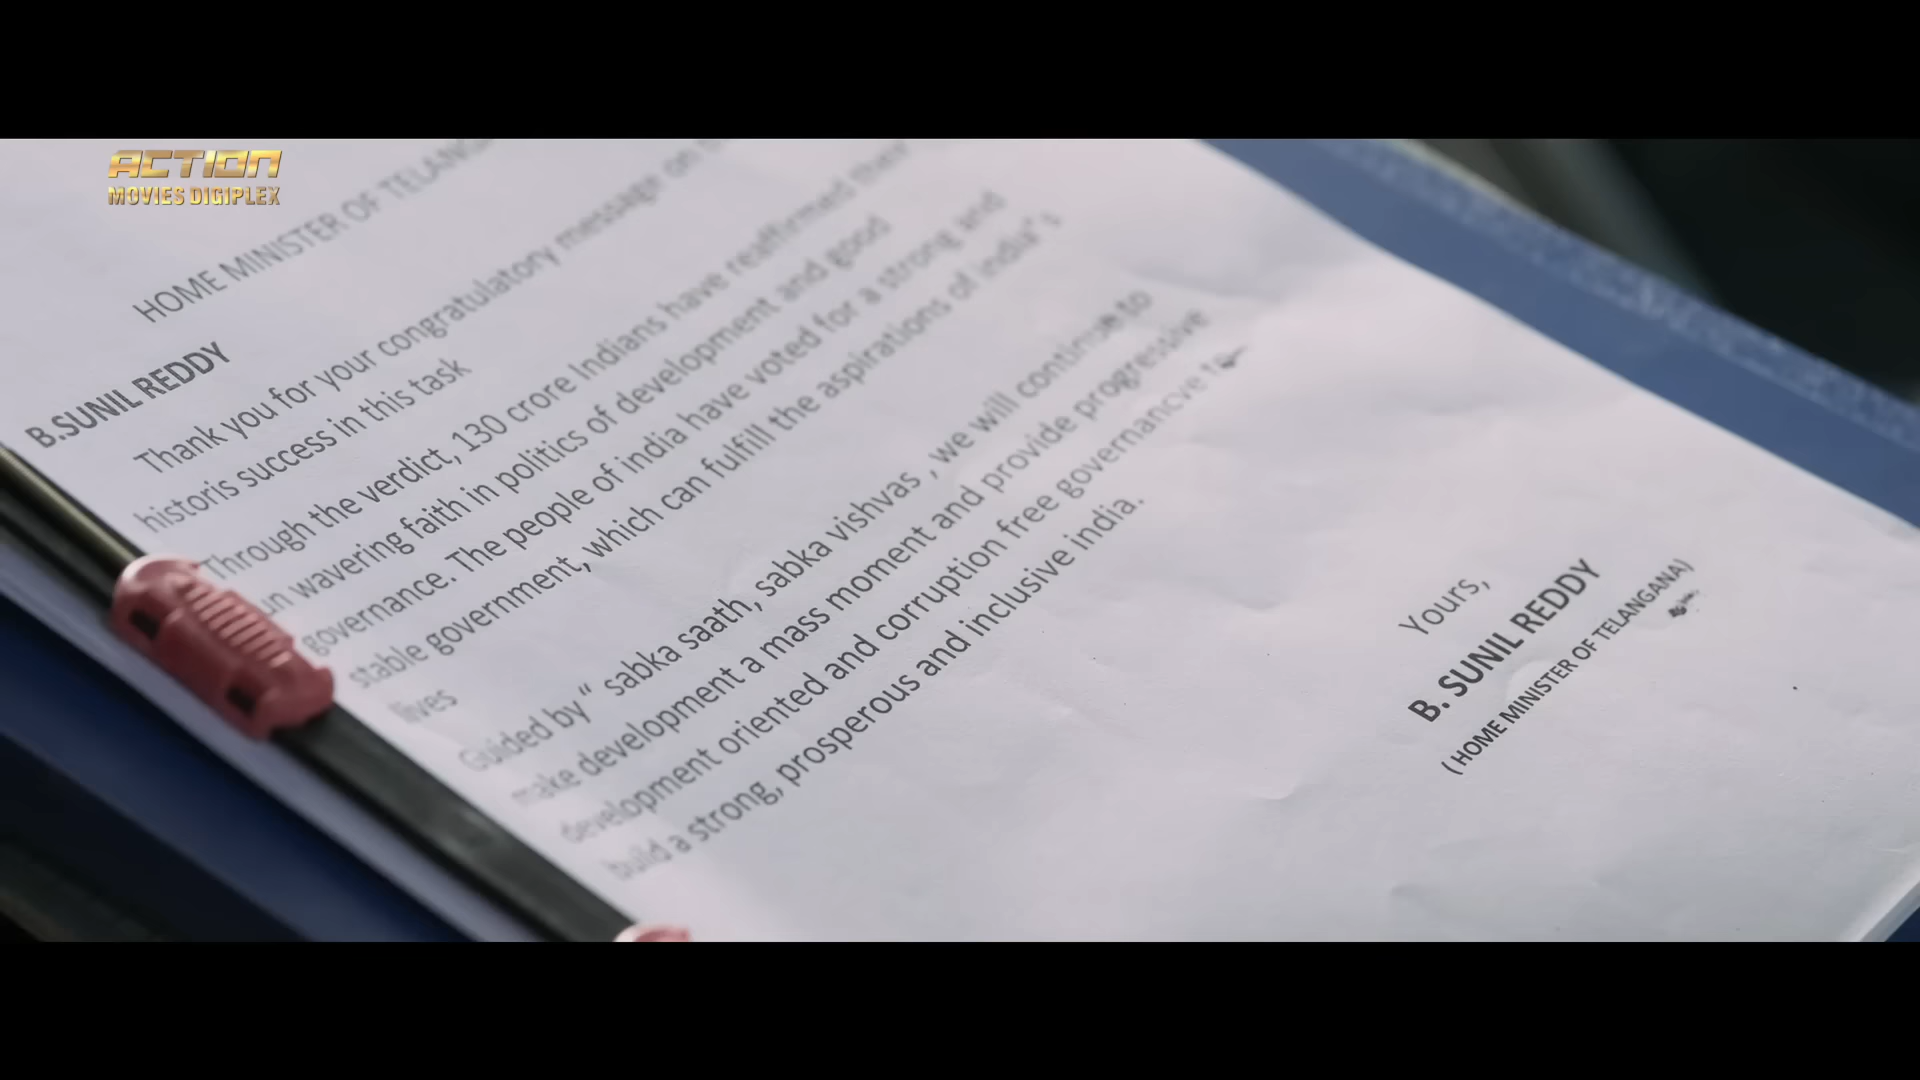 ACTION
MOVIES DIGIPLEX
HOME MINISTER OF TELANG
B.SUNIL REDDY
Thank you for your congratulatory message on
historis success in this task
Through the verdict, 130 crore Indians have reaffirmed their
un wavering faith in politics of development and good
governance. The people of india have voted for a strong and
stable government, which can fulfill the aspirations of india"s
lives
Guided by “ sabka saath, sabka vishvas , we will continue to
make development a mass moment and provide progressive
development oriented and corruption free governancve to
build a strong, prosperous and inclusive india.
Yours,
B. SUNIL REDDY
(HOME MINISTER OF TELANGANA)